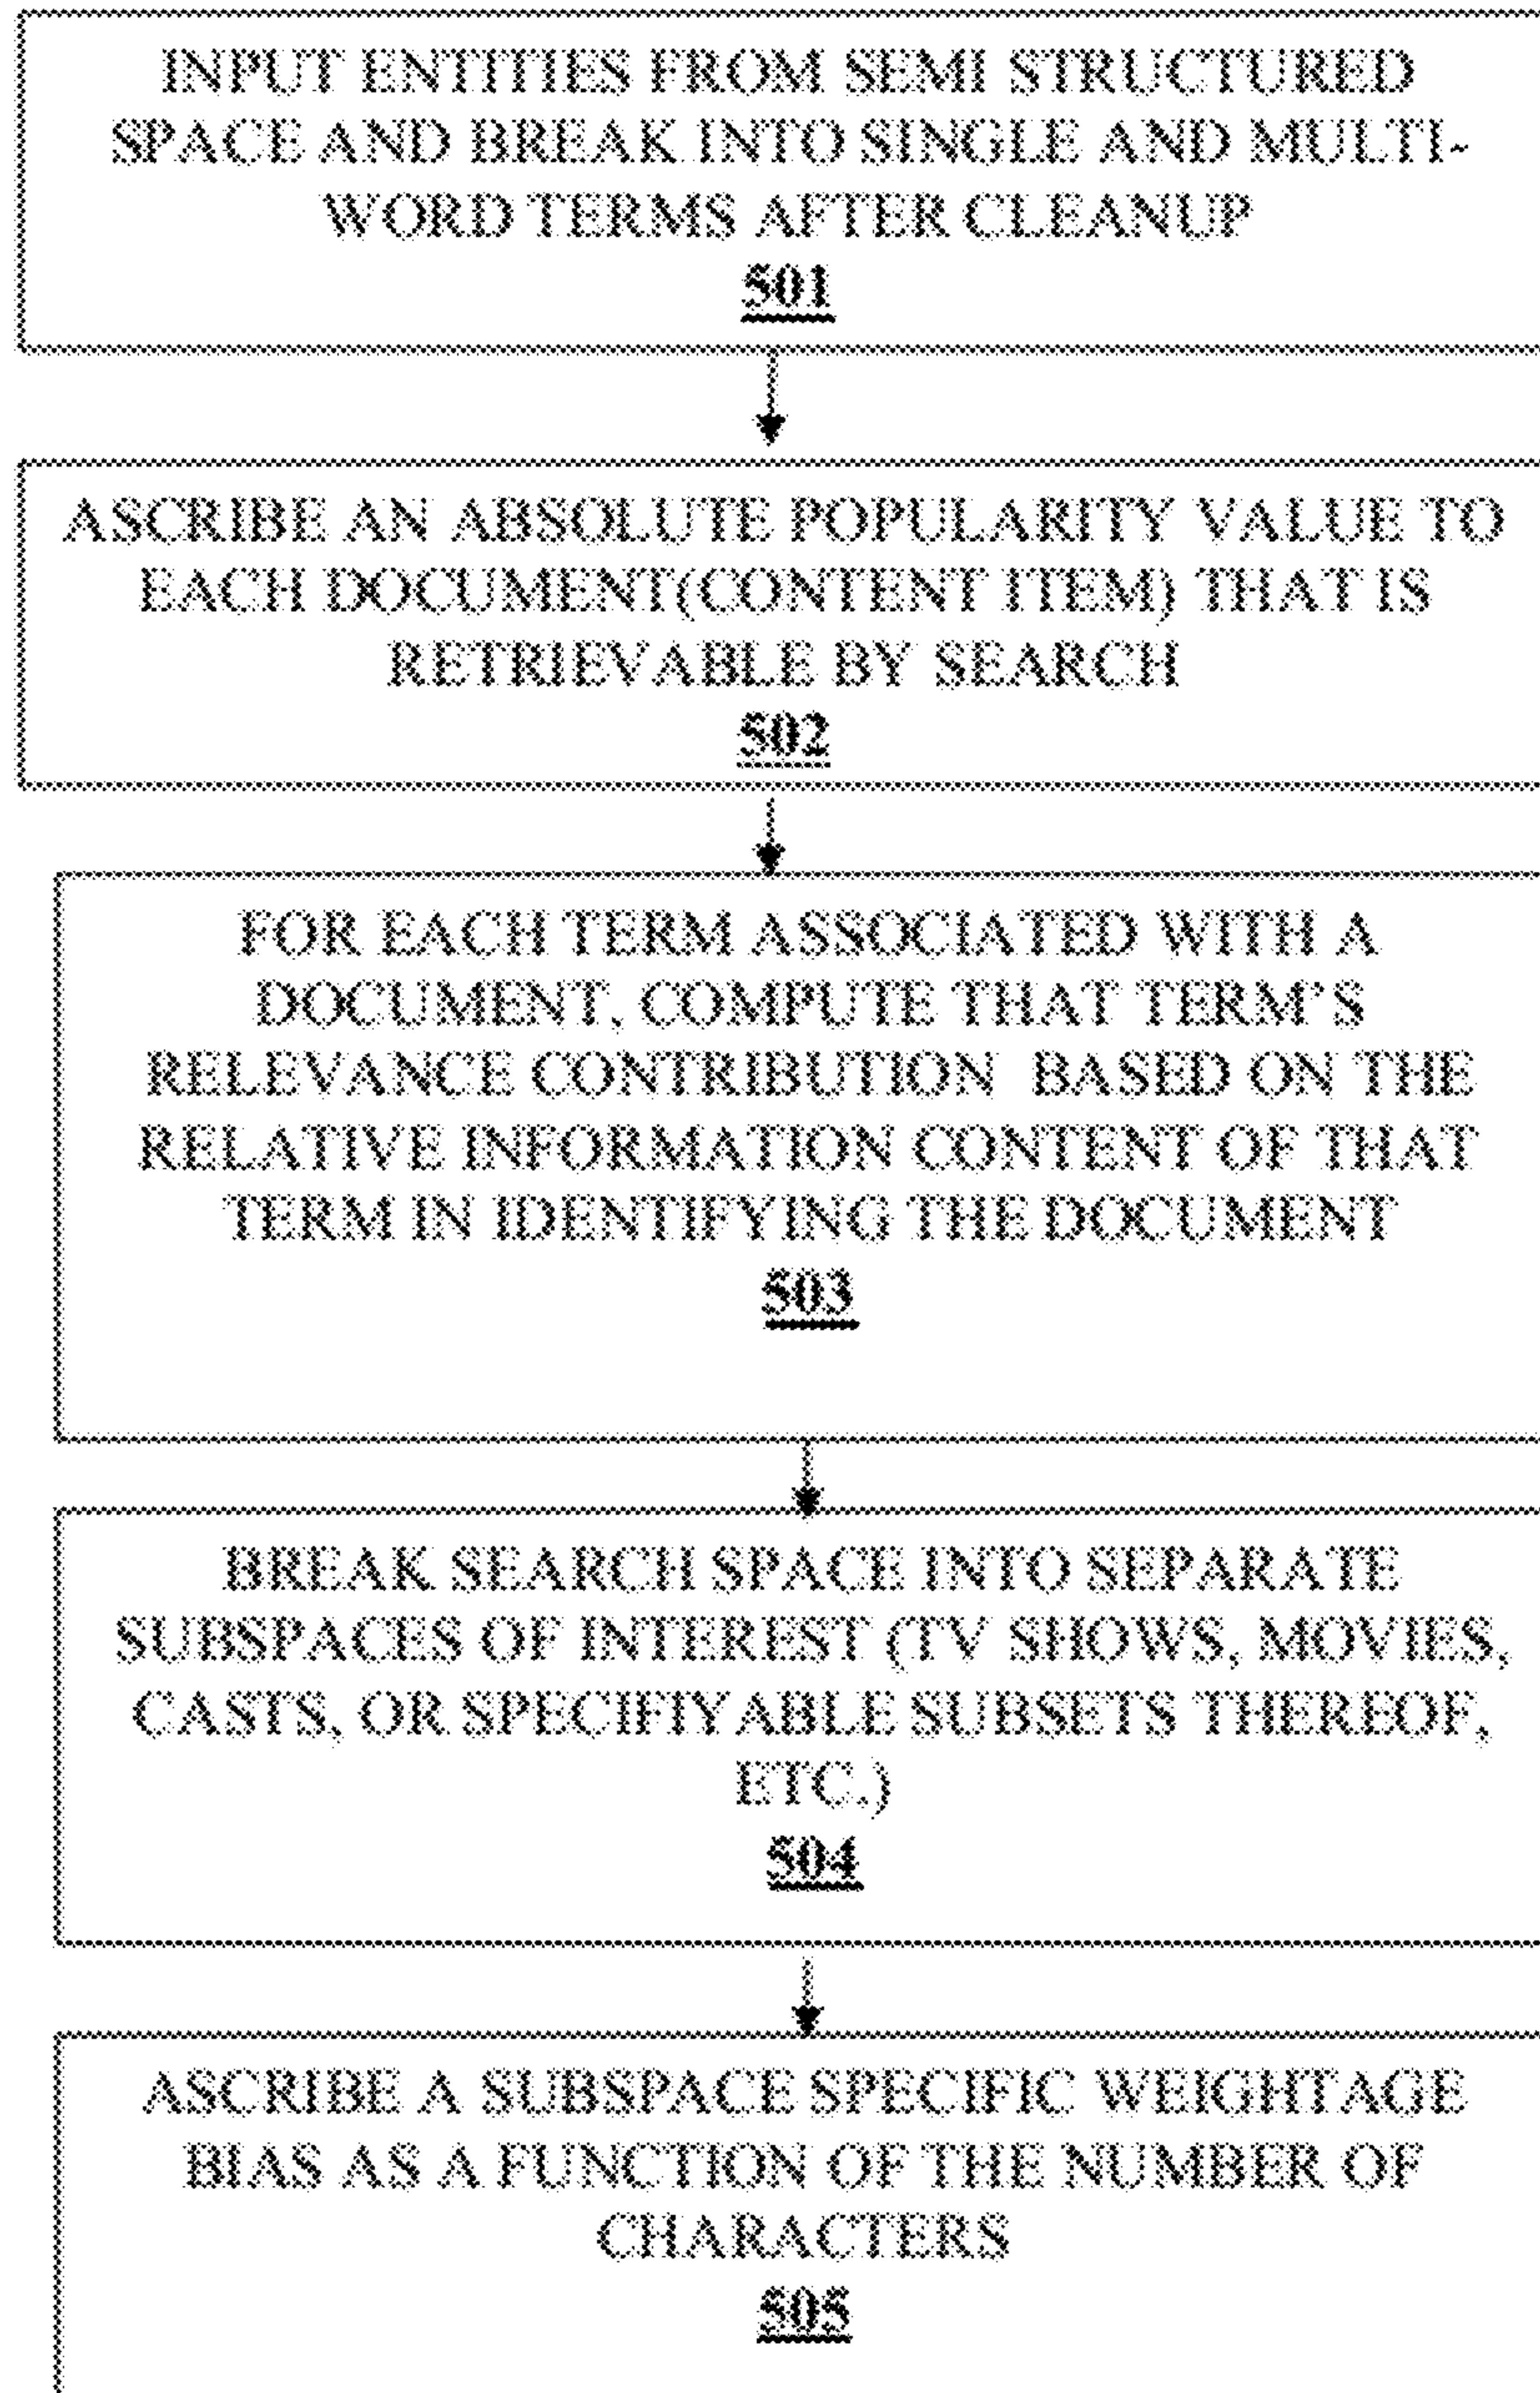 INPUT ENTITIES FROM SEMI STRUCTURED
SPACE AND BREAK INTO SINGLE AND MULTI-
WORD TERMS AFTER CLEANUP
501
ASCRIBE AN ABSOLUTE POPULARITY VALUE TO
EACH DOCUMENT(CONTENT ITEM) THAT IS
RETRIEVABLE BY SEARCH
502
FOR EACH TERM ASSOCIATED WITH A
DOCUMENT, COMPUTE THAT TERM'S
RELEVANCE CONTRIBUTION BASED ON THE
RELATIVE INFORMATION CONTENT OF THAT
TERM IN IDENTIFYING THE DOCUMENT
503
BREAK SEARCH SPACE INTO SEPARATE
SUBSPACES OF INTEREST (TV SHOWS, MOVIES,
CASTS, OR SPECIFIYABLE SUBSETS THEREOF,
ETC.)
504
ASCRIBE A SUBSPACE SPECIFIC WEIGHTAGE
BIAS AS A FUNCTION OF THE NUMBER OF
CHARACTERS
505